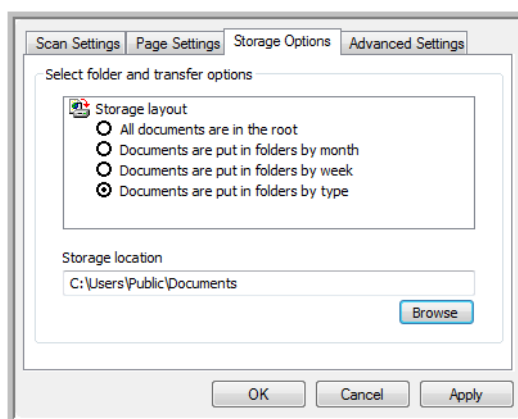 Scan Settings Page Settings Storage Options Advanced Settings
Select folder and transfer options
Storage layout
All documents are in the root
Documents are put in folders by month
Documents are put in folders by week
Documents are put in folders by type
Storage location
C:\Users\Public\Documents
Browse
OK Cancel Apply